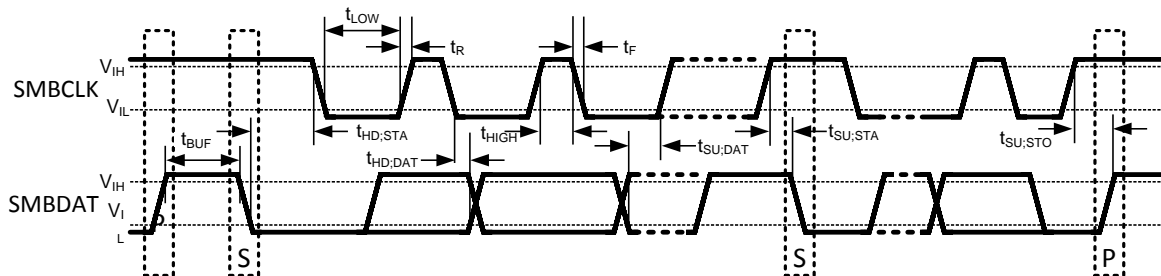 tLOW
tR
tF
VIH
SMBCLK
VIL
tBUF
tHD;STA
tHIGH
tSU;DAT
tSU;STA
tSU;STO
tHD;DAT
VIH
SMBDAT
VI
L
P
S
S
P